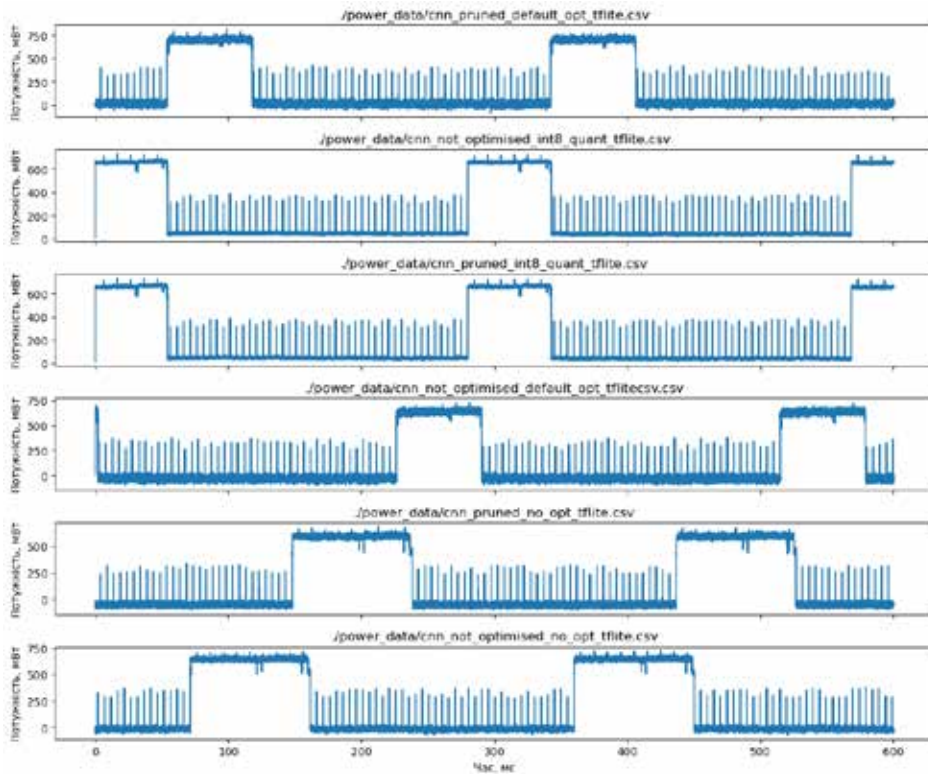 ./power_data/cnn_pruned_default_opt_tflite.csv
Потужність, мВт
750
500
250
0
./power_data/cnn_not_optimised_int8_quant_tflite.csv
Потужність, мВт
600
400
200
0
./power_data/cnn_pruned_int8_quant_tflite.csv
Потужність, мВт
600
400
200
0
./power_data/cnn_not_optimised_default_opt_tflitecsv.csv
Потужність, мВт
750
500
250
0
./power_data/cnn_pruned_no_opt_tflite.csv
Потужність, мВт
500
250
0
./power_data/cnn_not_optimised_no_opt_tflite.csv
Потужність, мВт
750
500
250
0
0 100 200 300 400 500 600
Час, мс